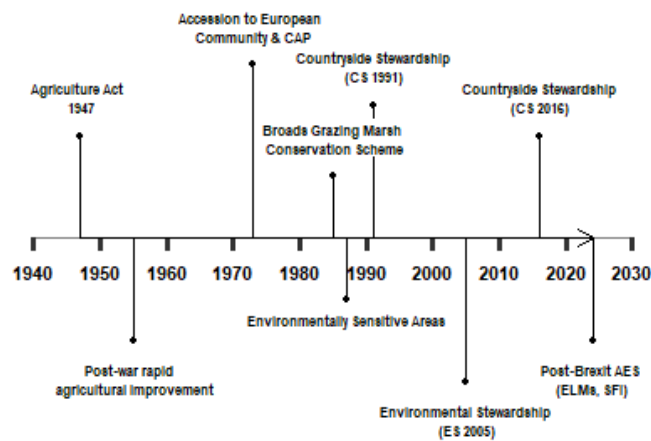 Accession to European
Community & CAP
Countryside Stewardship
(CS 1991)
Agriculture Act
1947
Countryside Stewardship
(CS 2016)
Broads Grazing Marsh
Conservation Scheme
1940 1950 1960 1970 1980 1990 2000 2010 2020 2030
Environmentally Sensitive Areas
Post-war rapid
agricultural improvement
Post-Brexit AES
(ELMs, SFI)
Environmental Stewardship
(ES 2005)